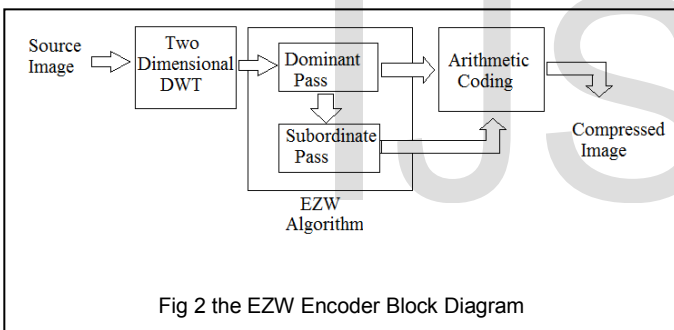 Source
Image
Two
Dimensional
DWT
Dominant
Pass
Subordinate
Pass
EZW
Algorithm
Arithmetic
Coding
Compressed
Image
Fig 2 the EZW Encoder Block Diagram
IJS